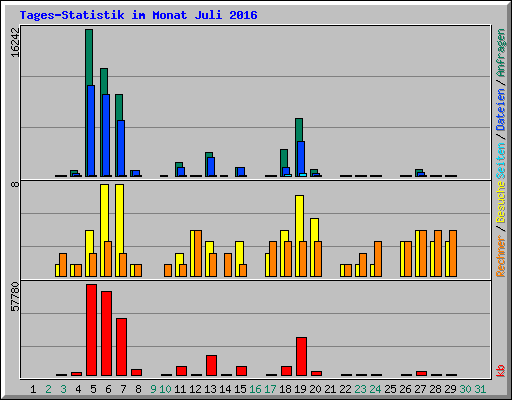 Tages-Statistik im Monat Juli 2016
16242
8
57780
Anfragen / Dateien / Seiten
Besuche / Rechner
kb
1 2 3 4 5 6 7 8 9 10 11 12 13 14 15 16 17 18 19 20 21 22 23 24 25 26 27 28 29 30 31